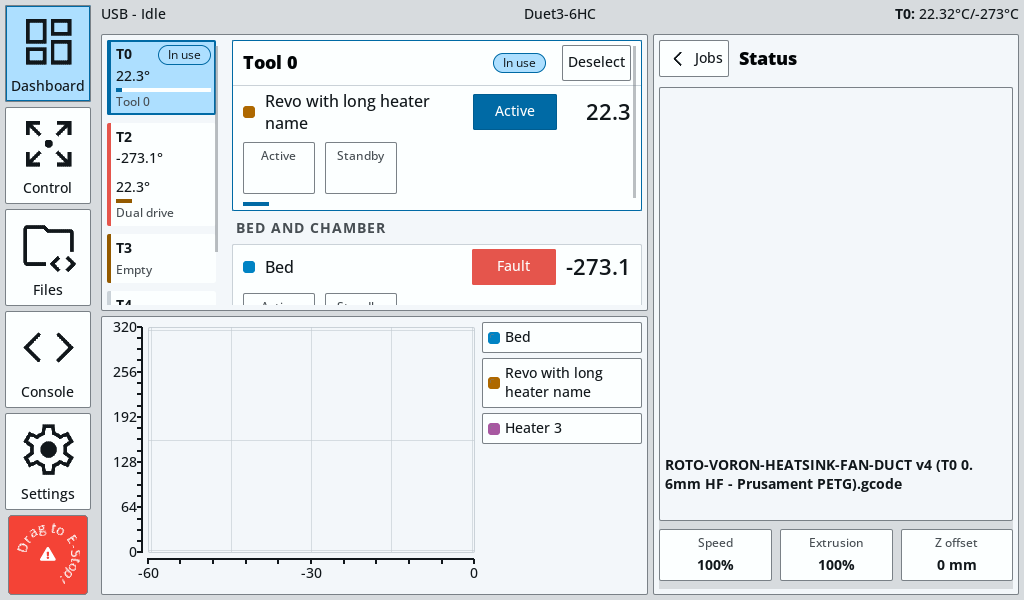 USB - Idle
Duet3-6HC
T0: 22.32°C/-273°C
Dashboard
Control
Files
Console
Settings
Drag to E-Stop!
T0
In use
22.3°
Tool 0
T2
-273.1°
22.3°
Dual drive
T3
Empty
T4
Tool 0
In use
Deselect
Revo with long heater
name
Active
22.3
Active
Standby
BED AND CHAMBER
Bed
Fault
-273.1
320
256
192
128
64
0
-60
-30
0
Bed
Revo with long
heater name
Heater 3
Jobs
Status
ROTO-VORON-HEATSINK-FAN-DUCT v4 (T0 0.
6mm HF - Prusament PETG).gcode
Speed
100%
Extrusion
100%
Z offset
0 mm